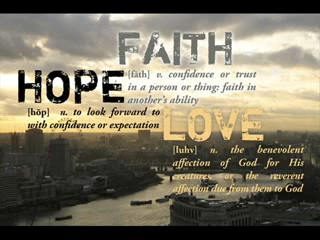 FAITH
[fāth] v. confidence or trust
in a person or thing: faith in
another's ability
HOPE
[hōp] n. to look forward to
with confidence or expectation
LOVE
[luhv] n. the benevolent
affection of God for His
creatures, or the reverent
affection due from them to God